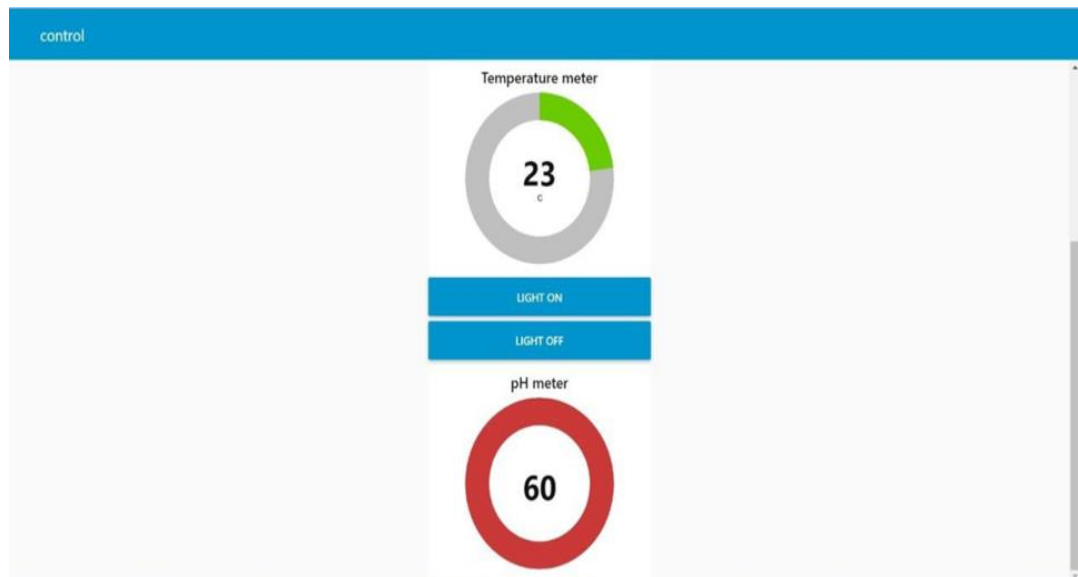 control
Temperature meter
23
c
LIGHT ON
LIGHT OFF
pH meter
60